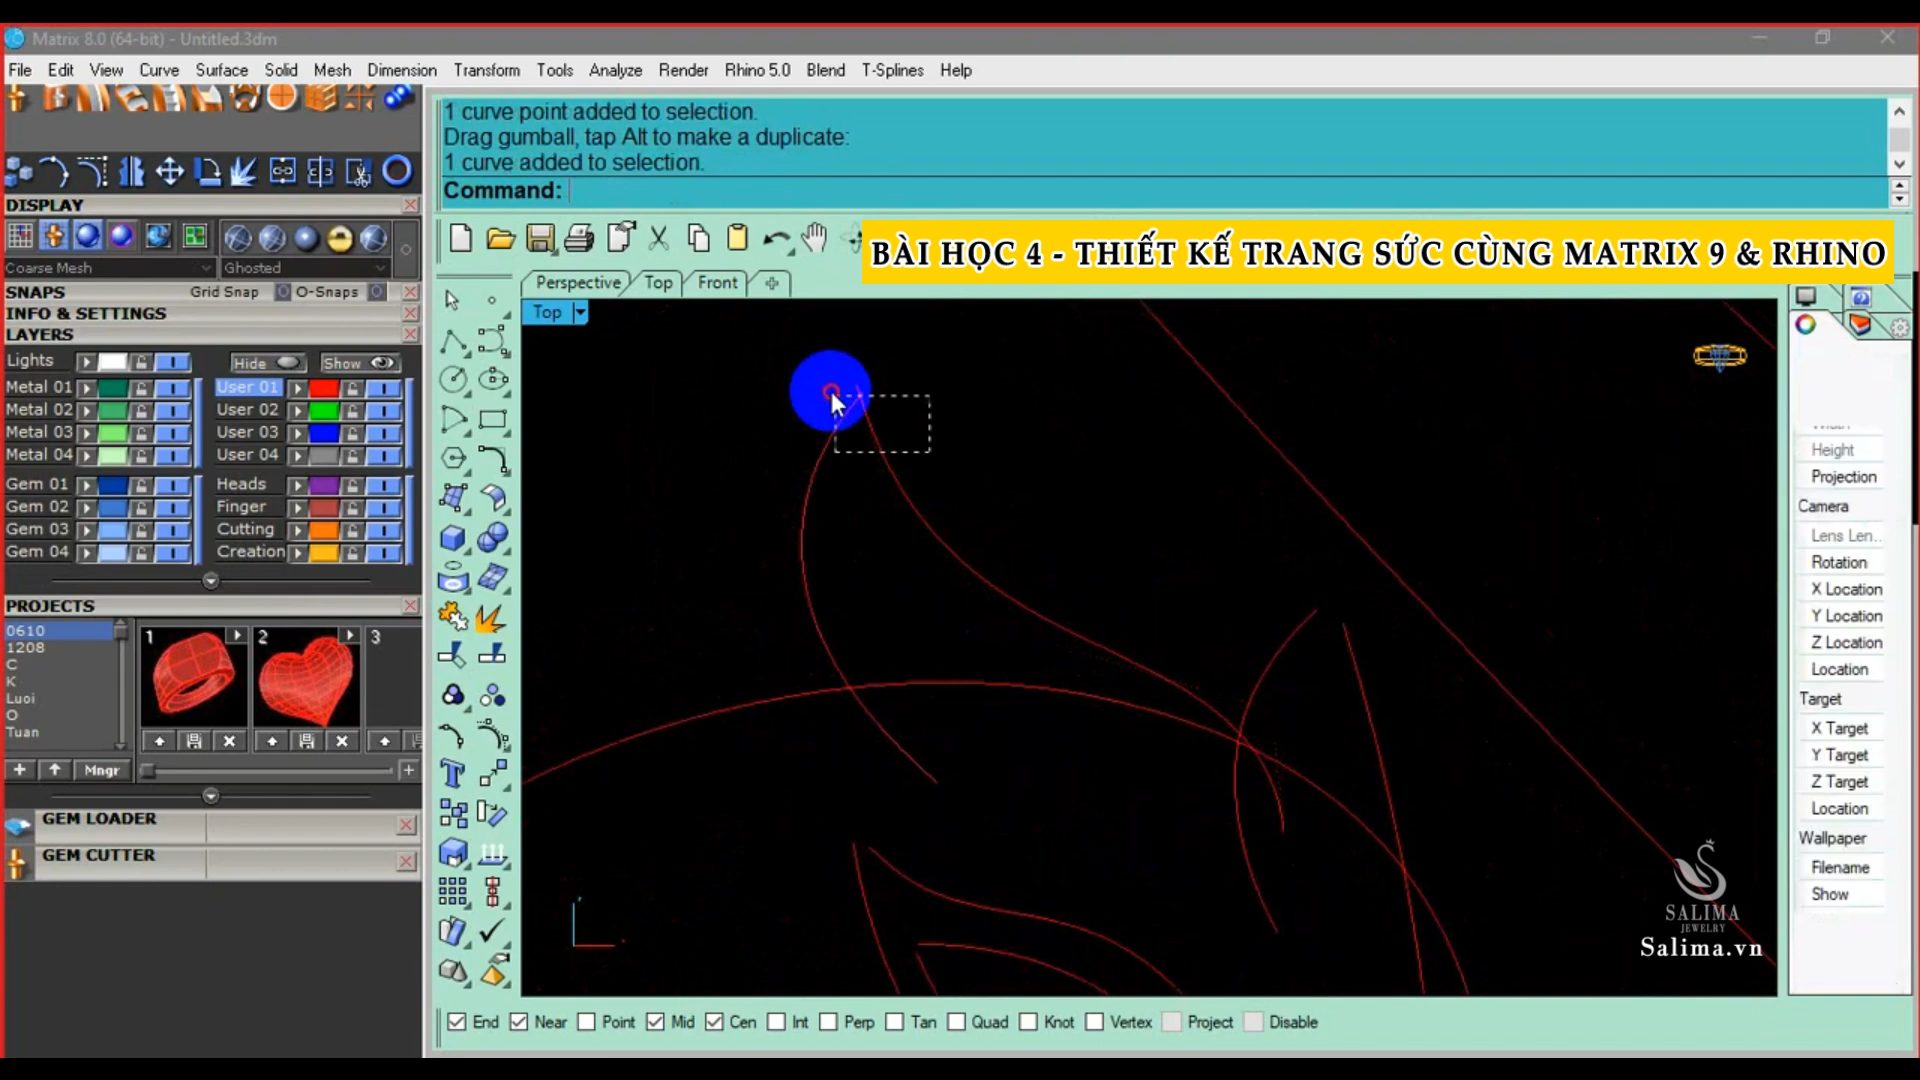 Matrix 8.0 (64-bit) - Untitled.3dm
File Edit View Curve Surface Solid Mesh Dimension Transform Tools Analyze Render Rhino 5.0 Blend T-Splines Help
1 curve point added to selection.
Drag gumball, tap Alt to make a duplicate:
1 curve added to selection.
Command:
BÀI HỌC 4 - THIẾT KẾ TRANG SỨC CÙNG MATRIX 9 & RHINO
DISPLAY
Coarse Mesh Ghosted
SNAPS Grid Snap O-Snaps
INFO & SETTINGS
LAYERS
Lights Hide Show
Metal 01 User 01
Metal 02 User 02
Metal 03 User 03
Metal 04 User 04
Gem 01 Heads
Gem 02 Finger
Gem 03 Cutting
Gem 04 Creation
PROJECTS
0610
1208
C
K
Luoi
O
Tuan
1 2 3
Mngr
GEM LOADER
GEM CUTTER
Perspective Top Front
Top
Height
Projection
Camera
Lens Len..
Rotation
X Location
Y Location
Z Location
Location
Target
X Target
Y Target
Z Target
Location
Wallpaper
Filename
Show
SALIMA
JEWELRY
Salima.vn
End Near Point Mid Cen Int Perp Tan Quad Knot Vertex Project Disable